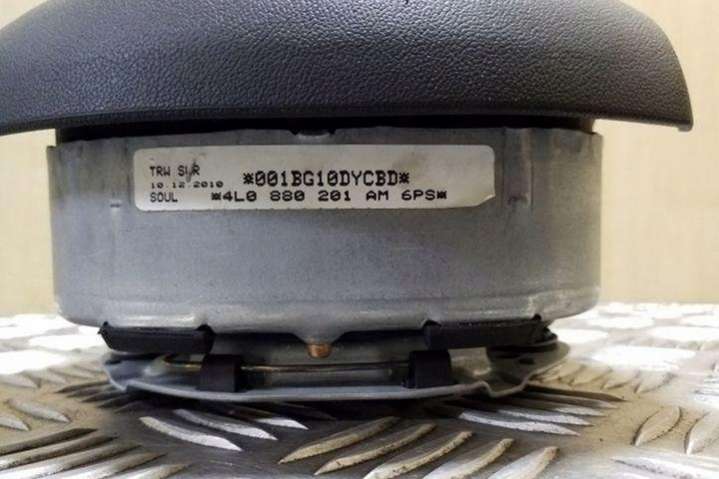 TRW SWR *001BG10DYCBD*
10.12.2010
SOUL *4L0 880 201 AM 6PS*